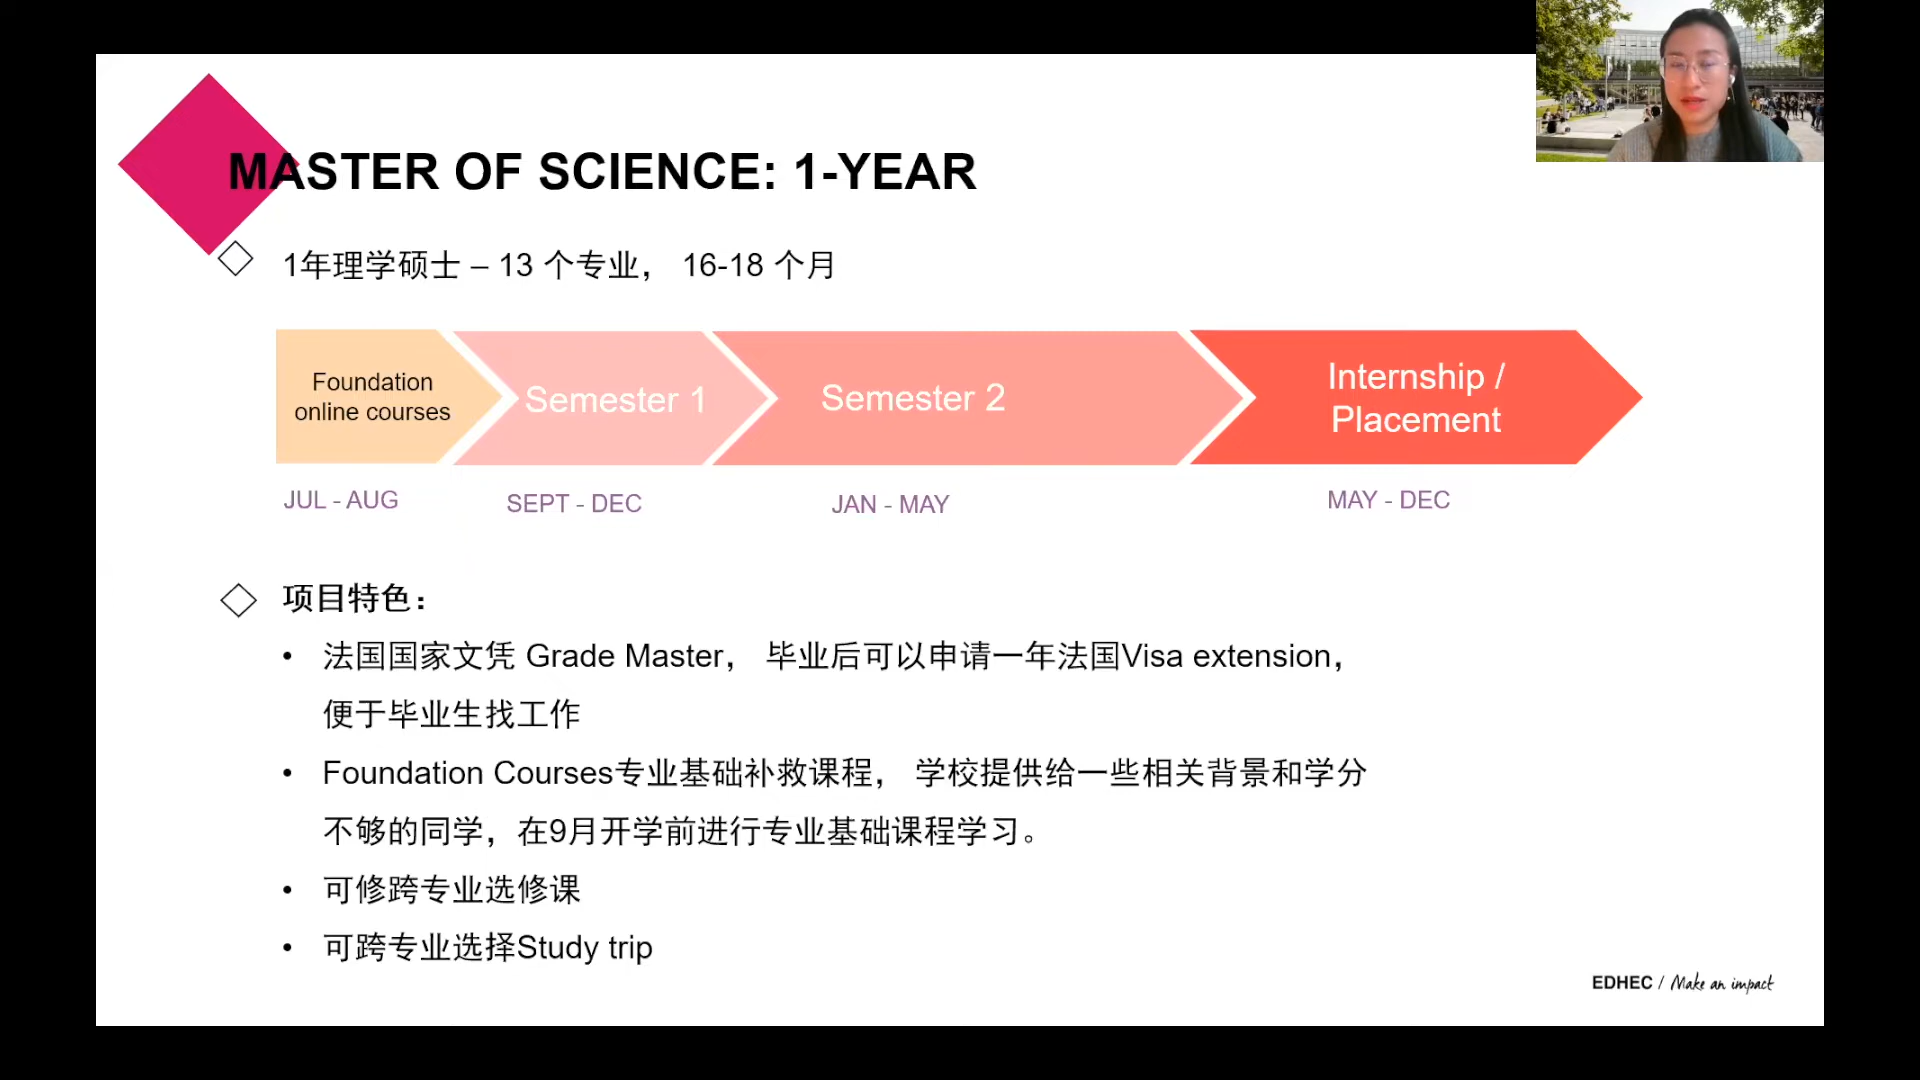 MASTER OF SCIENCE: 1-YEAR
1年理学硕士 – 13 个专业， 16-18 个月
Foundation
online courses
Semester 1
Semester 2
Internship /
Placement
JUL - AUG
SEPT - DEC
JAN - MAY
MAY - DEC
项目特色：
• 法国国家文凭 Grade Master， 毕业后可以申请一年法国Visa extension，
便于毕业生找工作
• Foundation Courses专业基础补救课程， 学校提供给一些相关背景和学分
不够的同学，在9月开学前进行专业基础课程学习。
• 可修跨专业选修课
• 可跨专业选择Study trip
EDHEC / Make an impact